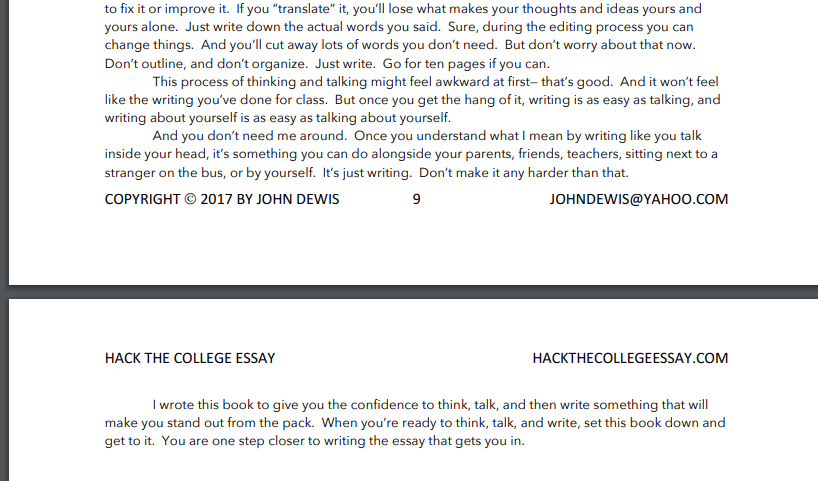 to fix it or improve it.  If you “translate” it, you’ll lose what makes your thoughts and ideas yours and
yours alone.  Just write down the actual words you said.  Sure, during the editing process you can
change things.  And you’ll cut away lots of words you don’t need.  But don’t worry about that now.
Don’t outline, and don’t organize.  Just write.  Go for ten pages if you can.
This process of thinking and talking might feel awkward at first— that’s good.  And it won’t feel
like the writing you’ve done for class.  But once you get the hang of it, writing is as easy as talking, and
writing about yourself is as easy as talking about yourself.
And you don’t need me around.  Once you understand what I mean by writing like you talk
inside your head, it’s something you can do alongside your parents, friends, teachers, sitting next to a
stranger on the bus, or by yourself.  It’s just writing.  Don’t make it any harder than that.
COPYRIGHT © 2017 BY JOHN DEWIS 9 JOHNDEWIS@YAHOO.COM
HACK THE COLLEGE ESSAY HACKTHECOLLEGEESSAY.COM
I wrote this book to give you the confidence to think, talk, and then write something that will
make you stand out from the pack.  When you’re ready to think, talk, and write, set this book down and
get to it.  You are one step closer to writing the essay that gets you in.